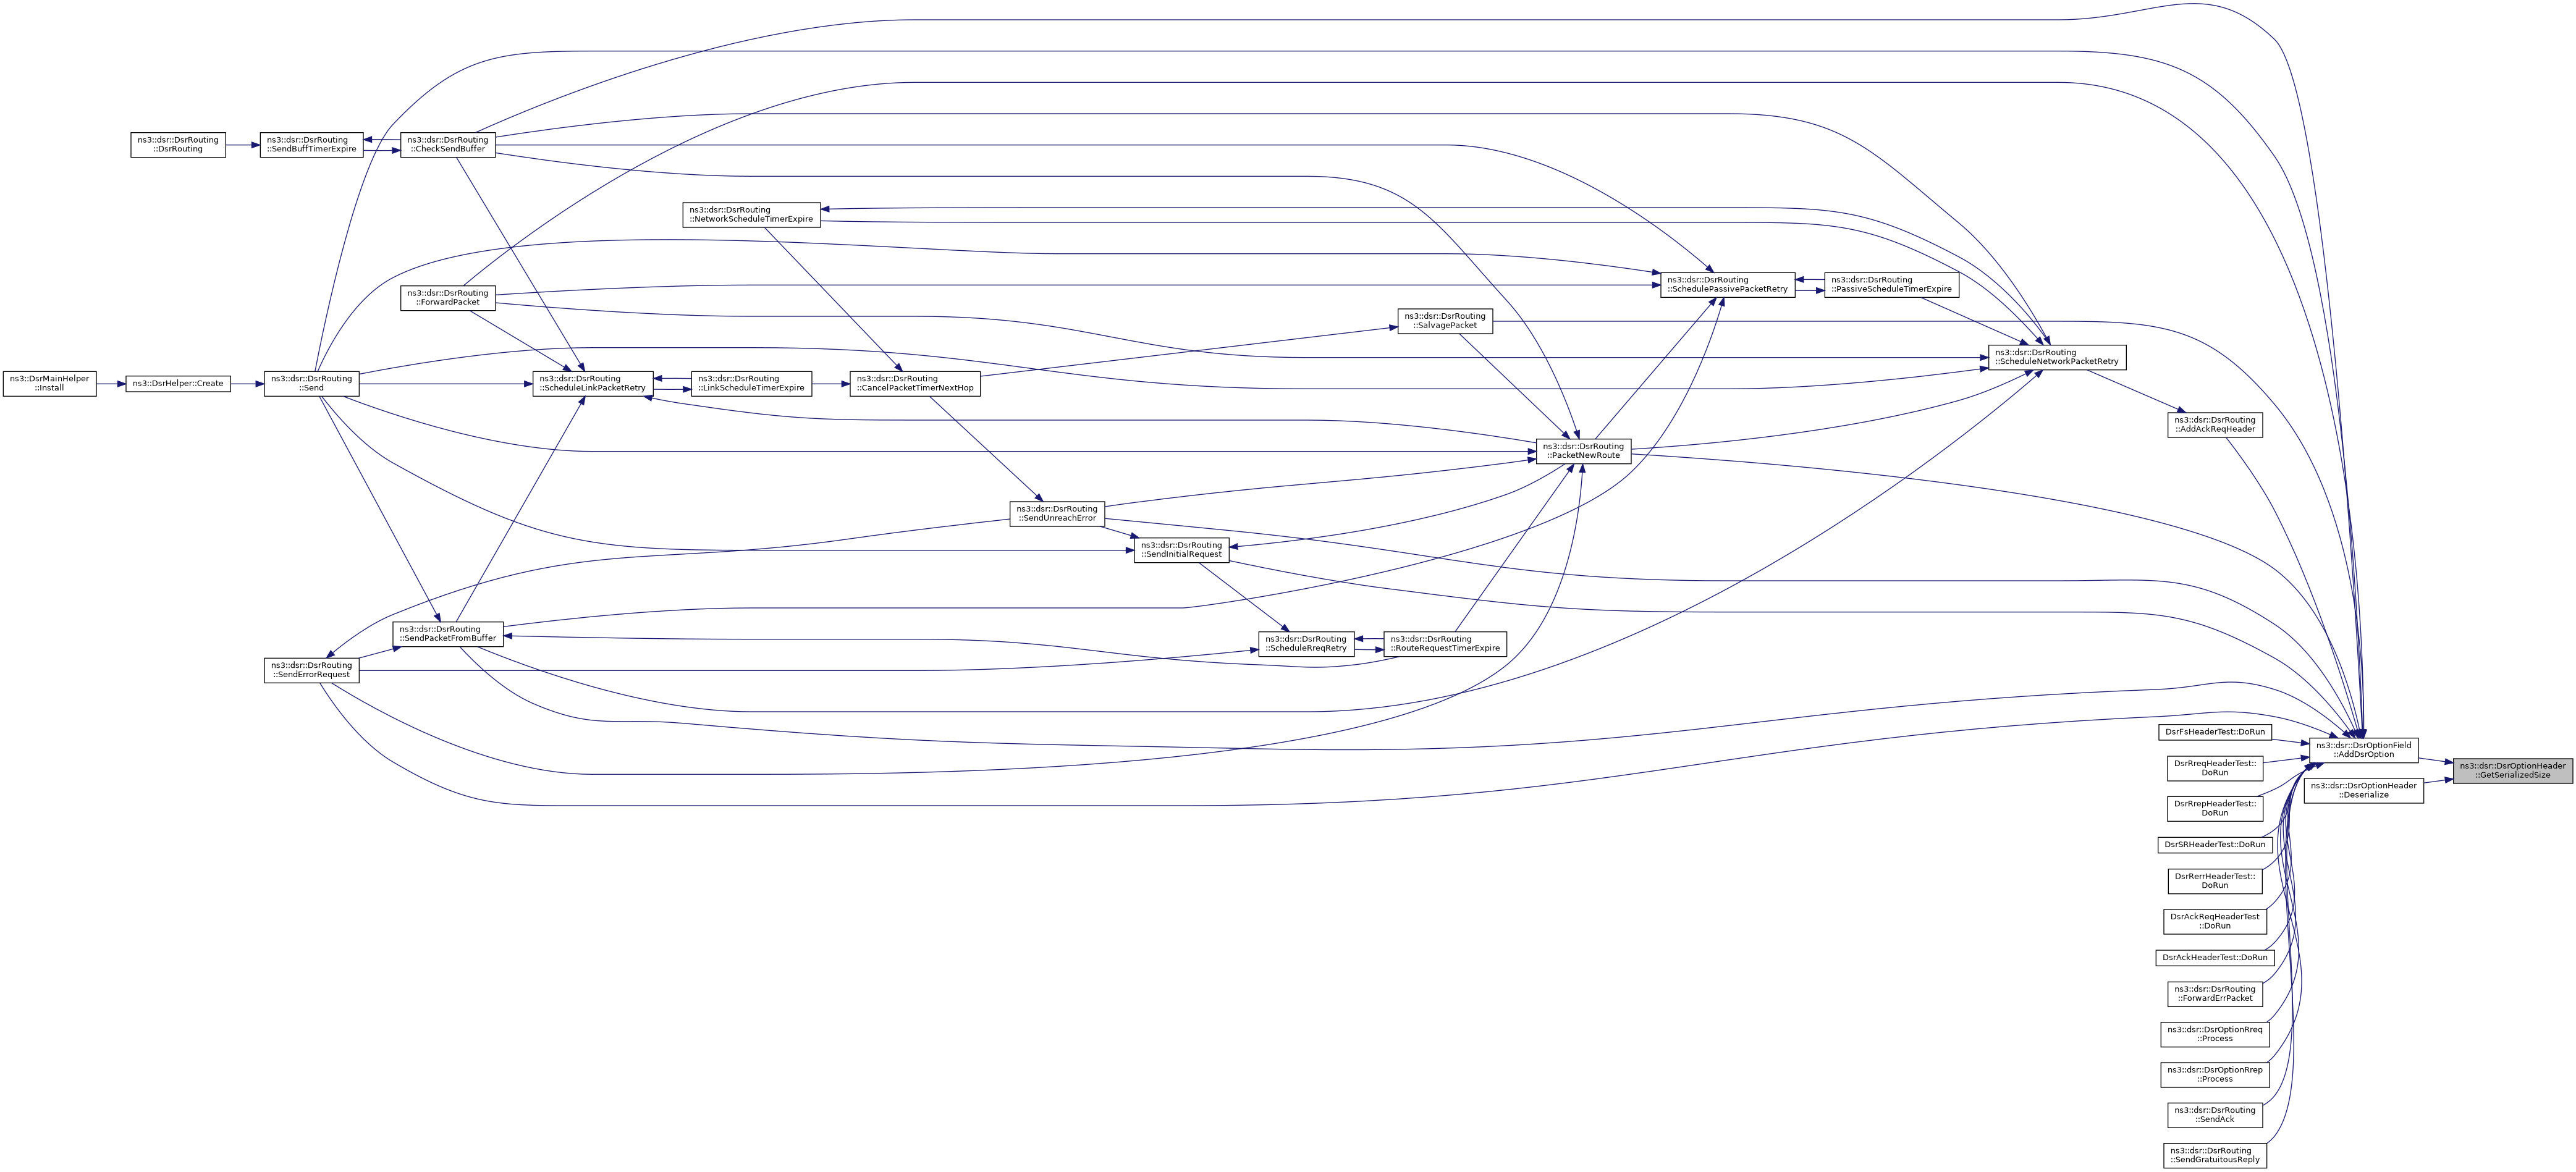 ns3::dsr::DsrRouting
::DsrRouting
ns3::dsr::DsrRouting
::SendBuffTimerExpire
ns3::dsr::DsrRouting
::CheckSendBuffer
ns3::dsr::DsrRouting
::NetworkScheduleTimerExpire
ns3::dsr::DsrRouting
::ForwardPacket
ns3::dsr::DsrRouting
::SchedulePassivePacketRetry
ns3::dsr::DsrRouting
::PassiveScheduleTimerExpire
ns3::dsr::DsrRouting
::SalvagePacket
ns3::dsr::DsrRouting
::ScheduleNetworkPacketRetry
ns3::DsrMainHelper
::Install
ns3::DsrHelper::Create
ns3::dsr::DsrRouting
::Send
ns3::dsr::DsrRouting
::ScheduleLinkPacketRetry
ns3::dsr::DsrRouting
::LinkScheduleTimerExpire
ns3::dsr::DsrRouting
::CancelPacketTimerNextHop
ns3::dsr::DsrRouting
::AddAckReqHeader
ns3::dsr::DsrRouting
::PacketNewRoute
ns3::dsr::DsrRouting
::SendUnreachError
ns3::dsr::DsrRouting
::SendInitialRequest
ns3::dsr::DsrRouting
::SendPacketFromBuffer
ns3::dsr::DsrRouting
::ScheduleRreqRetry
ns3::dsr::DsrRouting
::RouteRequestTimerExpire
ns3::dsr::DsrRouting
::SendErrorRequest
DsrFsHeaderTest::DoRun
ns3::dsr::DsrOptionField
::AddDsrOption
DsrRreqHeaderTest::
DoRun
ns3::dsr::DsrOptionHeader
::GetSerializedSize
ns3::dsr::DsrOptionHeader
::Deserialize
DsrRrepHeaderTest::
DoRun
DsrSRHeaderTest::DoRun
DsrRerrHeaderTest::
DoRun
DsrAckReqHeaderTest
::DoRun
DsrAckHeaderTest::DoRun
ns3::dsr::DsrRouting
::ForwardErrPacket
ns3::dsr::DsrOptionRreq
::Process
ns3::dsr::DsrOptionRrep
::Process
ns3::dsr::DsrRouting
::SendAck
ns3::dsr::DsrRouting
::SendGratuitousReply